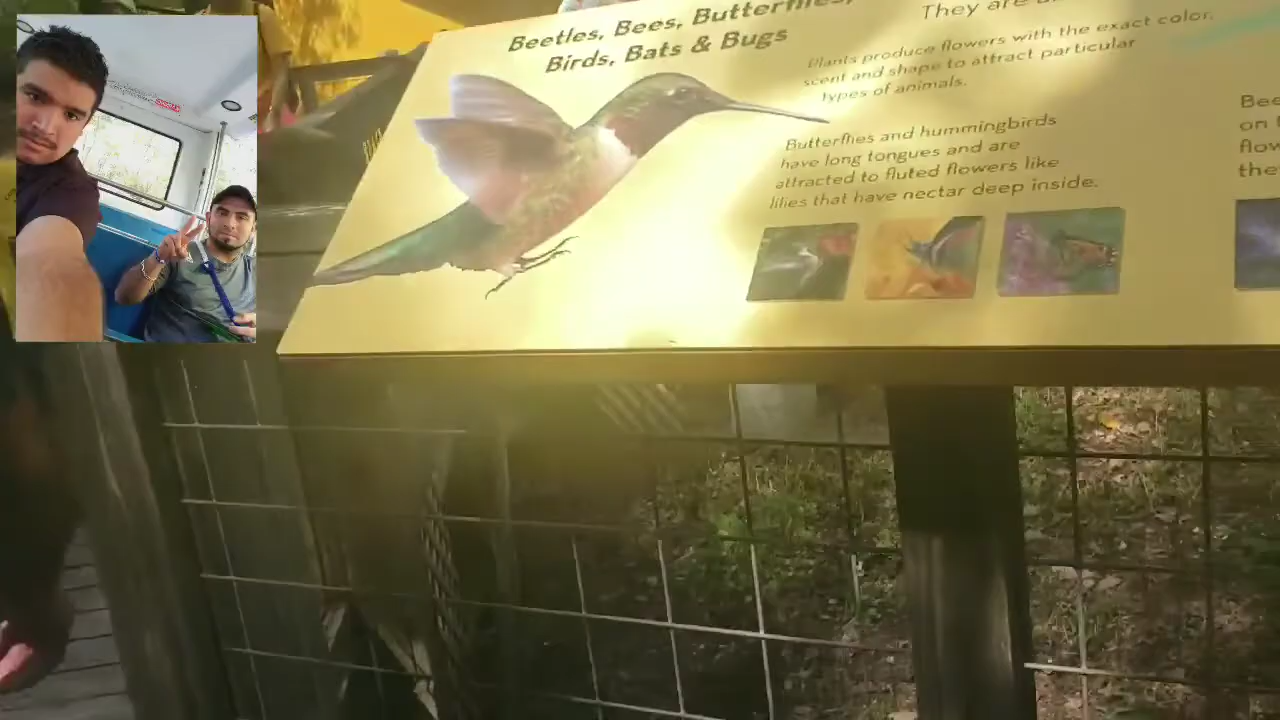 Beetles, Bees, Butterflies,
Birds, Bats & Bugs
They are
Plants produce flowers with the exact color,
scent and shape to attract particular
types of animals.
Butterflies and hummingbirds
have long tongues and are
attracted to fluted flowers like
lilies that have nectar deep inside.
Bee
on
flow
the